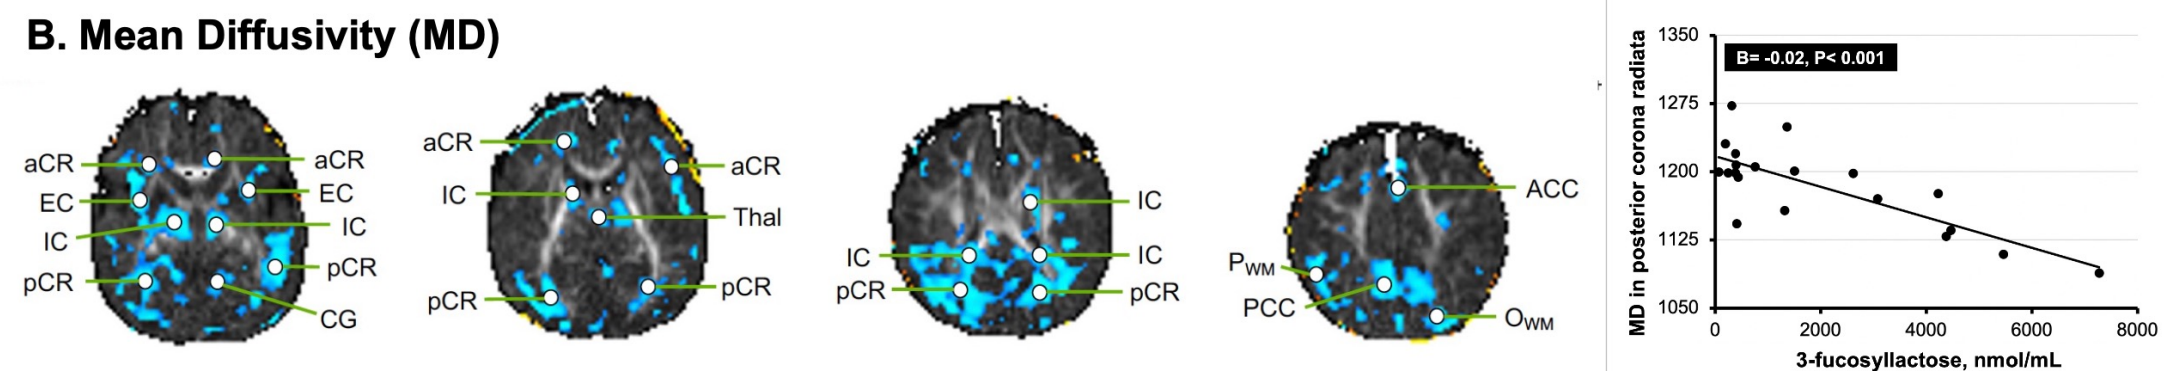 B. Mean Diffusivity (MD)
aCR
aCR
EC
EC
IC
IC
pCR
pCR
CG
aCR
aCR
IC
Thal
pCR
pCR
IC
IC
IC
pCR
pCR
ACC
PWM
PCC
OWM
MD in posterior corona radiata
B= -0.02, P< 0.001
1350
1275
1200
1125
1050
0 2000 4000 6000 8000
3-fucosyllactose, nmol/mL